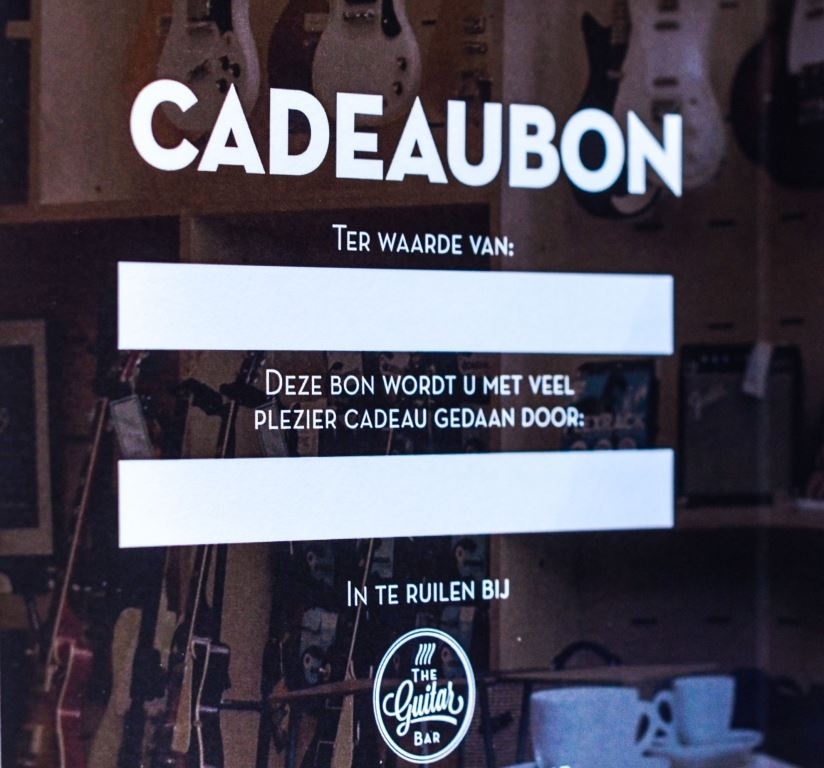 CADEAUBON
TER WAARDE VAN:
DEZE BON WORDT U MET VEEL
PLEZIER CADEAU GEDAAN DOOR:
IN TE RUILEN BIJ
THE
Guitar
BAR